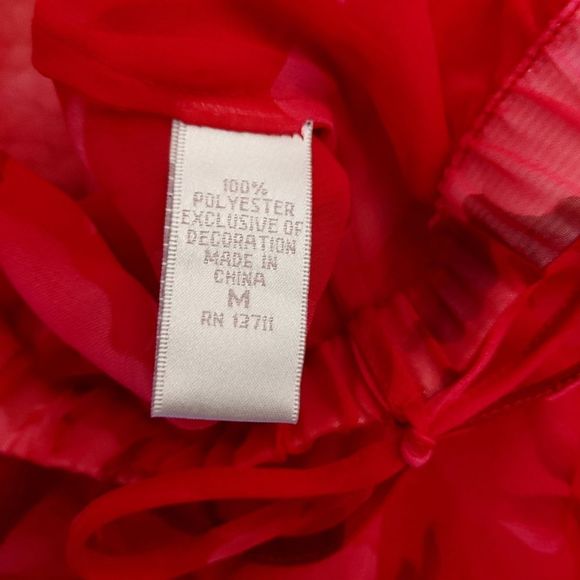 100%
POLYESTER
EXCLUSIVE OF
DECORATION
MADE IN
CHINA
M
RN 13711